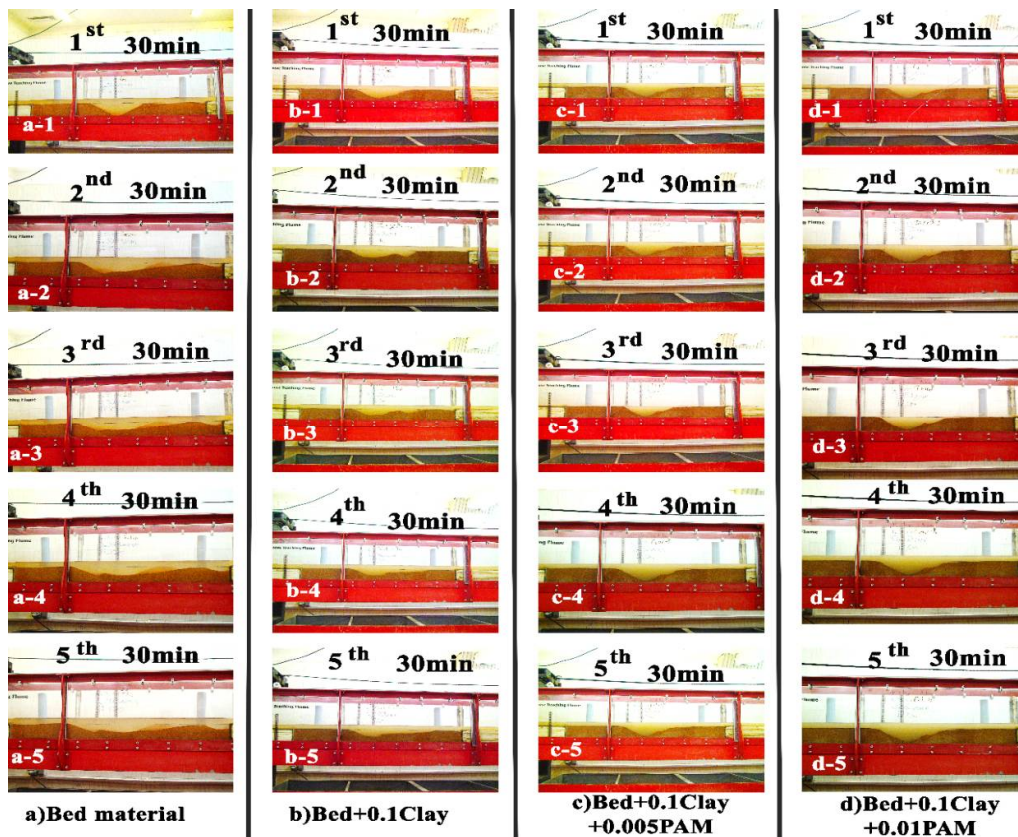 1st 30min
a-1
2nd 30min
a-2
3rd 30min
a-3
4th 30min
a-4
5th 30min
a-5
a)Bed material
1st 30min
b-1
2nd 30min
b-2
3rd 30min
b-3
4th 30min
b-4
5th 30min
b-5
b)Bed+0.1Clay
1st 30min
c-1
2nd 30min
c-2
3rd 30min
c-3
4th 30min
c-4
5th 30min
c-5
c)Bed+0.1Clay
+0.005PAM
1st 30min
d-1
2nd 30min
d-2
3rd 30min
d-3
4th 30min
d-4
5th 30min
d-5
d)Bed+0.1Clay
+0.01PAM